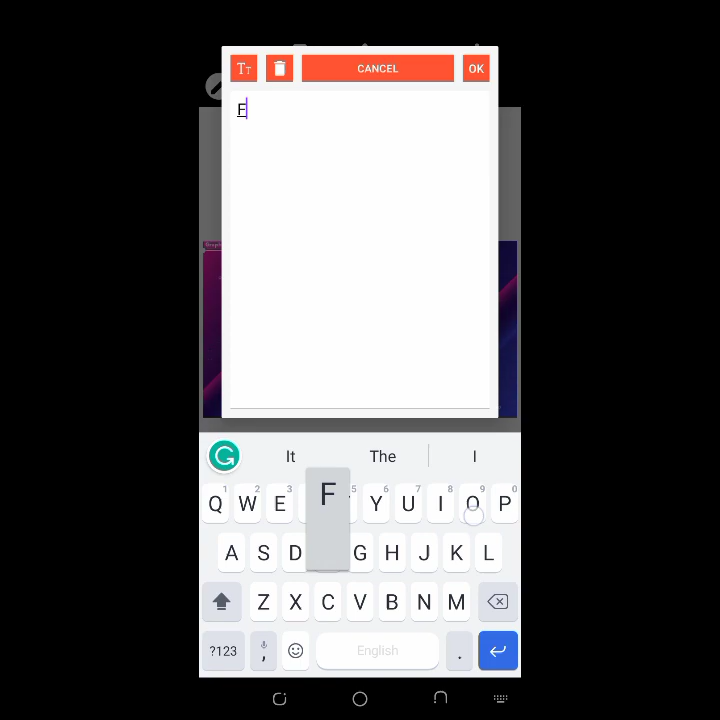 TT CANCEL OK
F
It The I
F
1 2 3 5 6 7 8 9 0
Q W E Y U I O P
A S D G H J K L
Z X C V B N M
?123 , English .